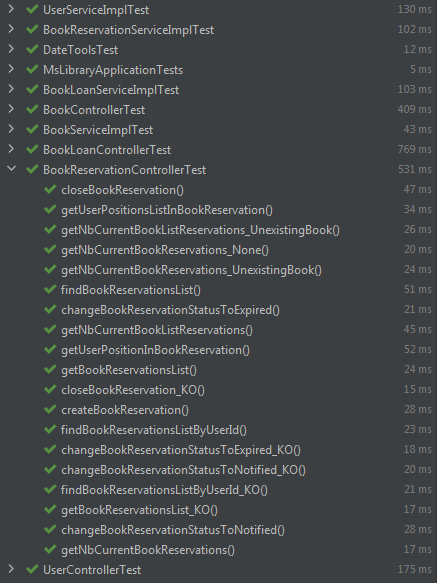 UserServiceImplTest 130 ms
BookReservationServiceImplTest 102 ms
DateToolsTest 12 ms
MsLibraryApplicationTests 5 ms
BookLoanServiceImplTest 103 ms
BookControllerTest 409 ms
BookServiceImplTest 43 ms
BookLoanControllerTest 769 ms
BookReservationControllerTest 531 ms
closeBookReservation() 47 ms
getUserPositionsListInBookReservation() 34 ms
getNbCurrentBookListReservations_UnexistingBook() 26 ms
getNbCurrentBookReservations_None() 20 ms
getNbCurrentBookReservations_UnexistingBook() 24 ms
findBookReservationsList() 51 ms
changeBookReservationStatusToExpired() 21 ms
getNbCurrentBookListReservations() 45 ms
getUserPositionInBookReservation() 52 ms
getBookReservationsList() 24 ms
closeBookReservation_KO() 15 ms
createBookReservation() 28 ms
findBookReservationsListByUserId() 23 ms
changeBookReservationStatusToExpired_KO() 18 ms
changeBookReservationStatusToNotified_KO() 20 ms
findBookReservationsListByUserId_KO() 21 ms
getBookReservationsList_KO() 17 ms
changeBookReservationStatusToNotified() 28 ms
getNbCurrentBookReservations() 17 ms
UserControllerTest 175 ms